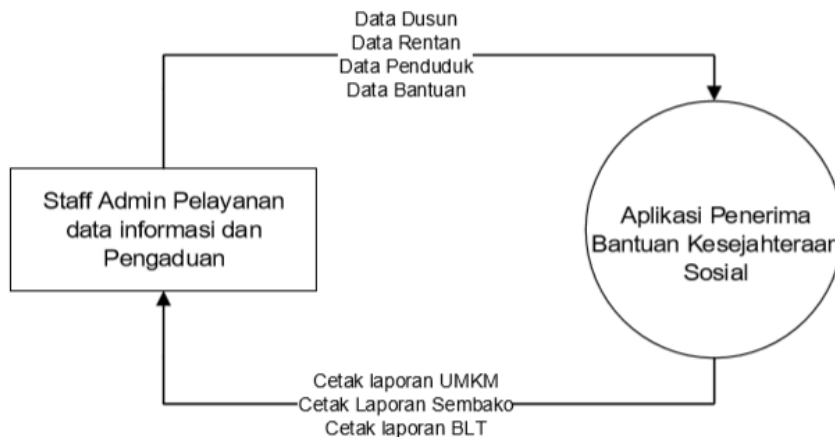 Data Dusun
Data Rentan
Data Penduduk
Data Bantuan
Staff Admin Pelayanan
data informasi dan
Pengaduan
Aplikasi Penerima
Bantuan Kesejahteraan
Sosial
Cetak laporan UMKM
Cetak Laporan Sembako
Cetak laporan BLT